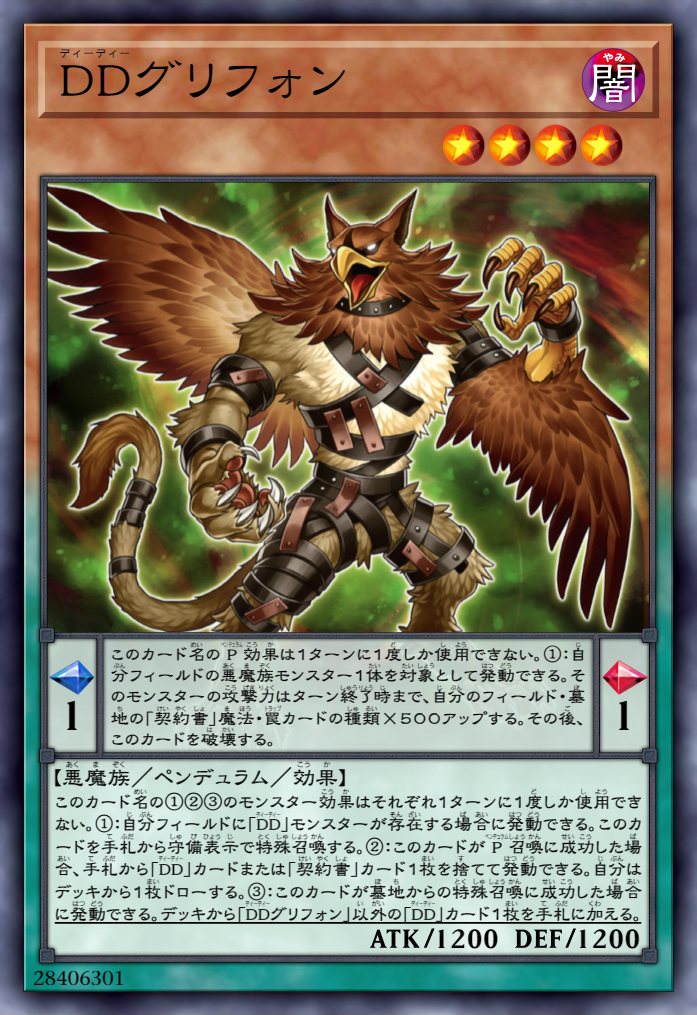 ディーディー
DDグリフォン
やみ
闇
このカード名のP効果は1ターンに1度しか使用できない。①:自
分フィールドの悪魔族モンスター1体を対象として発動できる。そ
のモンスターの攻撃力はターン終了時まで、自分のフィールド・墓
地の「契約書」魔法・罠カードの種類×500アップする。その後、
このカードを破壊する。
1
1
【悪魔族/ペンデュラム/効果】
このカード名の①②③のモンスター効果はそれぞれ1ターンに1度しか使用でき
ない。①:自分フィールドに「DD」モンスターが存在する場合に発動できる。このカ
ードを手札から守備表示で特殊召喚する。②:このカードがP召喚に成功した場
合、手札から「DD」カードまたは「契約書」カード1枚を捨てて発動できる。自分は
デッキから1枚ドローする。③:このカードが墓地からの特殊召喚に成功した場合
に発動できる。デッキから「DDグリフォン」以外の「DD」カード1枚を手札に加える。
ATK/1200 DEF/1200
28406301